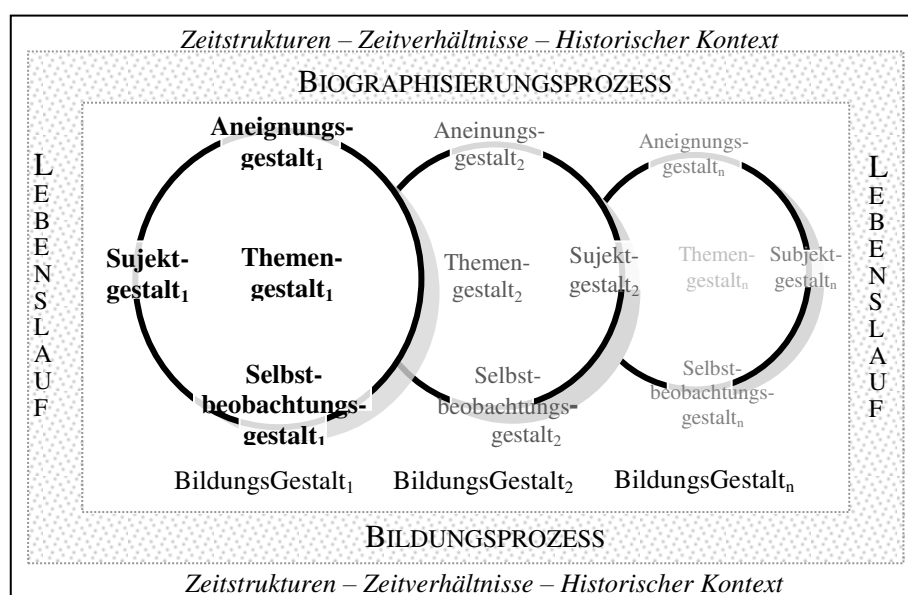 Zeitstrukturen – Zeitverhältnisse – Historischer Kontext
BIOGRAPHISIERUNGSPROZESS
LEBENSLAUF
Aneignungs-
gestalt₁
Sujekt-
gestalt₁
Themen-
gestalt₁
Selbst-
beobachtungs-
gestalt₁
BildungsGestalt₁
Aneinungs-
gestalt₂
Themen-
gestalt₂
Sujekt-
gestalt₂
Selbst-
beobachtungs-
gestalt₂
BildungsGestalt₂
Aneignungs-
gestaltₙ
Themen-
gestaltₙ
Subjekt-
gestaltₙ
Selbst-
beobachtungs-
gestaltₙ
BildungsGestaltₙ
LEBENSLAUF
BILDUNGSPROZESS
Zeitstrukturen – Zeitverhältnisse – Historischer Kontext